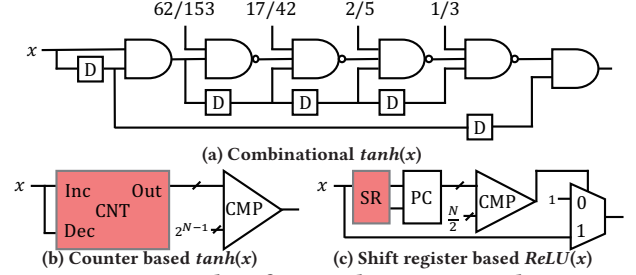 62/153 17/42 2/5 1/3
x
D
D D D
D
(a) Combinational tanh(x)
x Inc Out
CNT
Dec
2^{N−1} CMP
(b) Counter based tanh(x)
x SR PC CMP
N/2
1 0
1
(c) Shift register based ReLU(x)